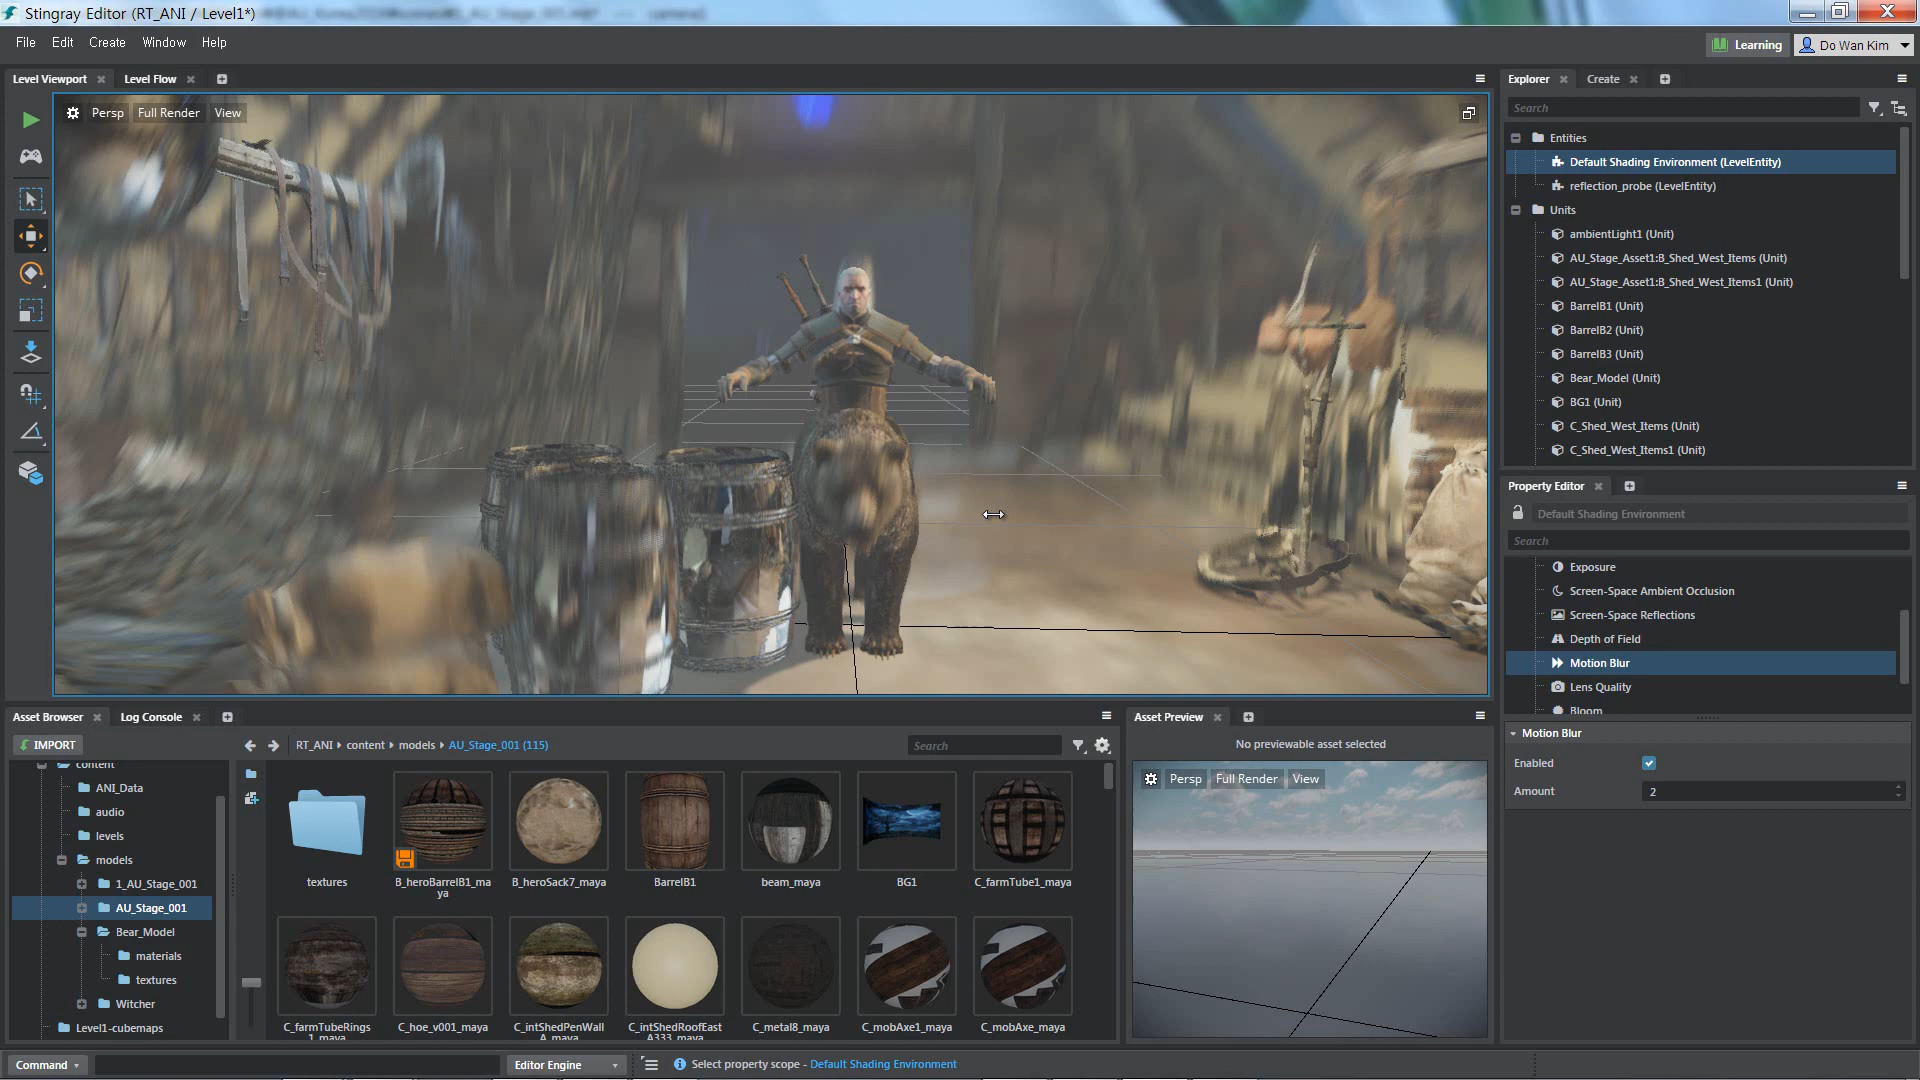 Stingray Editor (RT_ANI / Level1*)
File Edit Create Window Help
Learning
Do Wan Kim
Level Viewport
Level Flow
Persp
Full Render
View
Explorer
Create
Search
Entities
Default Shading Environment (LevelEntity)
reflection_probe (LevelEntity)
Units
ambientLight1 (Unit)
AU_Stage_Asset1:B_Shed_West_Items (Unit)
AU_Stage_Asset1:B_Shed_West_Items1 (Unit)
BarrelB1 (Unit)
BarrelB2 (Unit)
BarrelB3 (Unit)
Bear_Model (Unit)
BG1 (Unit)
C_Shed_West_Items (Unit)
C_Shed_West_Items1 (Unit)
Property Editor
Default Shading Environment
Search
Exposure
Screen-Space Ambient Occlusion
Screen-Space Reflections
Depth of Field
Motion Blur
Lens Quality
Bloom
Motion Blur
Enabled
Amount 2
Asset Browser
Log Console
IMPORT
RT_ANI content models AU_Stage_001 (115)
Search
content
ANI_Data
audio
levels
models
1_AU_Stage_001
AU_Stage_001
Bear_Model
materials
textures
Witcher
Level1-cubemaps
textures
B_heroBarrelB1_ma
ya
B_heroSack7_maya
BarrelB1
beam_maya
BG1
C_farmTube1_maya
C_farmTubeRings
1_maya
C_hoe_v001_maya
C_intShedPenWall
A_maya
C_intShedRoofEast
A333_maya
C_metal8_maya
C_mobAxe1_maya
C_mobAxe_maya
Asset Preview
No previewable asset selected
Persp
Full Render
View
Command
Editor Engine
Select property scope - Default Shading Environment